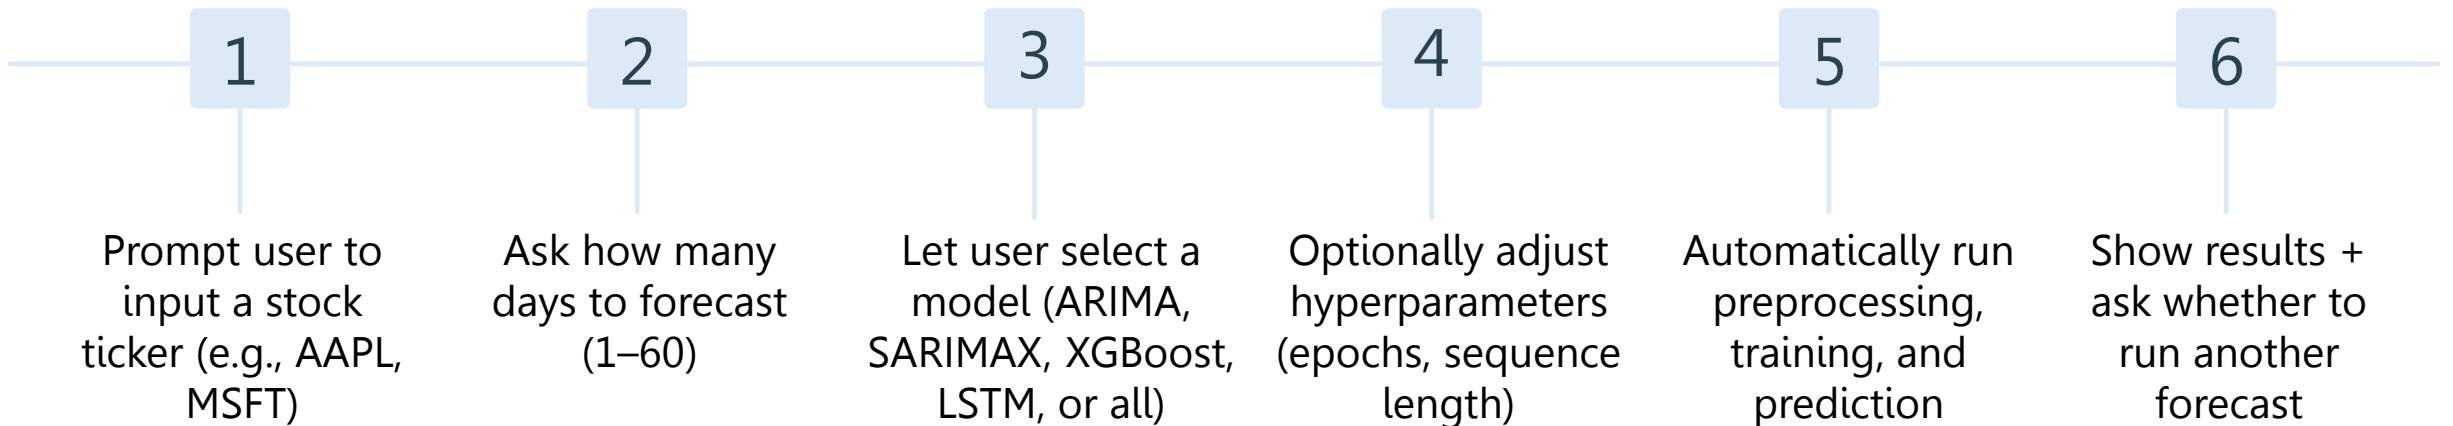 1
Prompt user to
input a stock
ticker (e.g., AAPL,
MSFT)
2
Ask how many
days to forecast
(1–60)
3
Let user select a
model (ARIMA,
SARIMAX, XGBoost,
LSTM, or all)
4
Optionally adjust
hyperparameters
(epochs, sequence
length)
5
Automatically run
preprocessing,
training, and
prediction
6
Show results +
ask whether to
run another
forecast